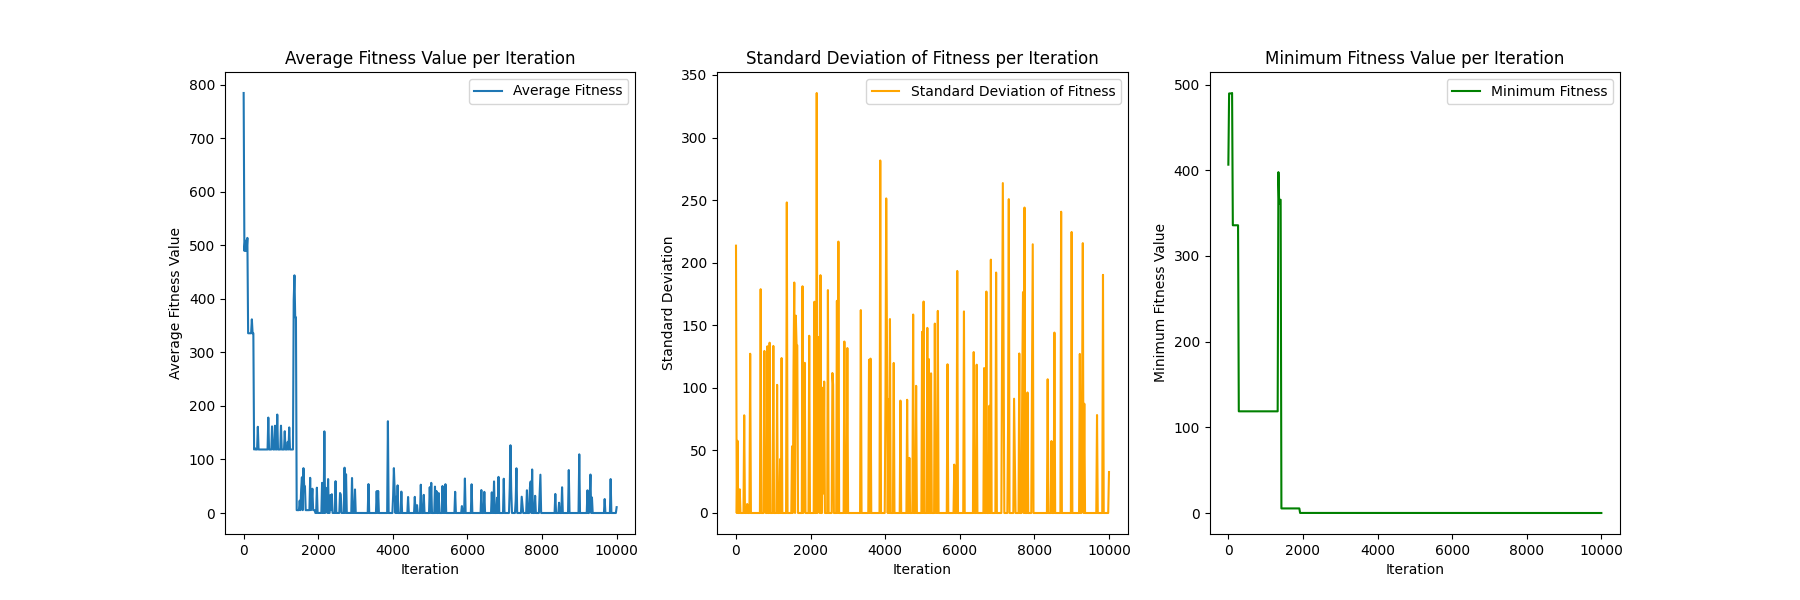 Average Fitness Value per Iteration
Average Fitness
800
700
600
500
400
300
200
100
0
Average Fitness Value
0 2000 4000 6000 8000 10000
Iteration
Standard Deviation of Fitness per Iteration
Standard Deviation of Fitness
350
300
250
200
150
100
50
0
Standard Deviation
0 2000 4000 6000 8000 10000
Iteration
Minimum Fitness Value per Iteration
Minimum Fitness
500
400
300
200
100
0
Minimum Fitness Value
0 2000 4000 6000 8000 10000
Iteration